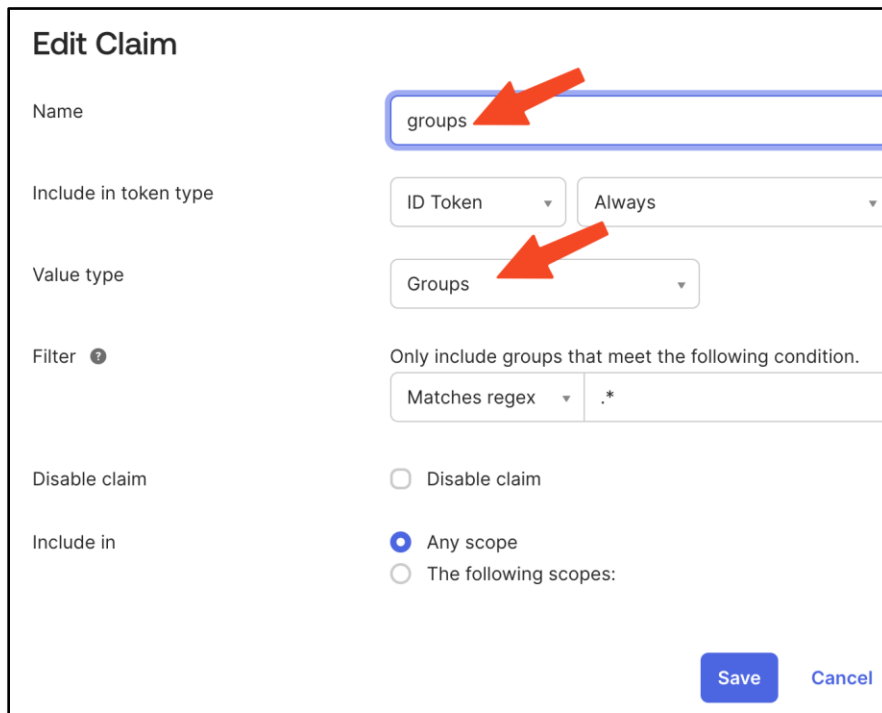 Edit Claim
Name
groups
Include in token type
ID Token
Always
Value type
Groups
Filter ?
Only include groups that meet the following condition.
Matches regex
.*
Disable claim
Disable claim
Include in
Any scope
The following scopes:
Save
Cancel